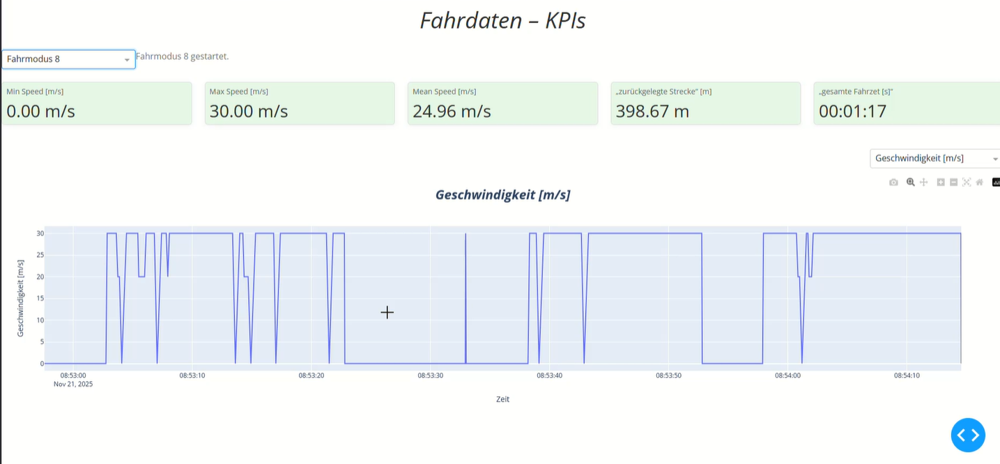 Fahrdaten – KPIs
Fahrmodus 8
Fahrmodus 8 gestartet.
Min Speed [m/s]
0.00 m/s
Max Speed [m/s]
30.00 m/s
Mean Speed [m/s]
24.96 m/s
„zurückgelegte Strecke“ [m]
398.67 m
„gesamte Fahrzet [s]“
00:01:17
Geschwindigkeit [m/s]
Geschwindigkeit [m/s]
Geschwindigkeit [m/s]
30
25
20
15
10
5
0
08:53:00
Nov 21, 2025
08:53:10
08:53:20
08:53:30
08:53:40
08:53:50
08:54:00
08:54:10
Zeit